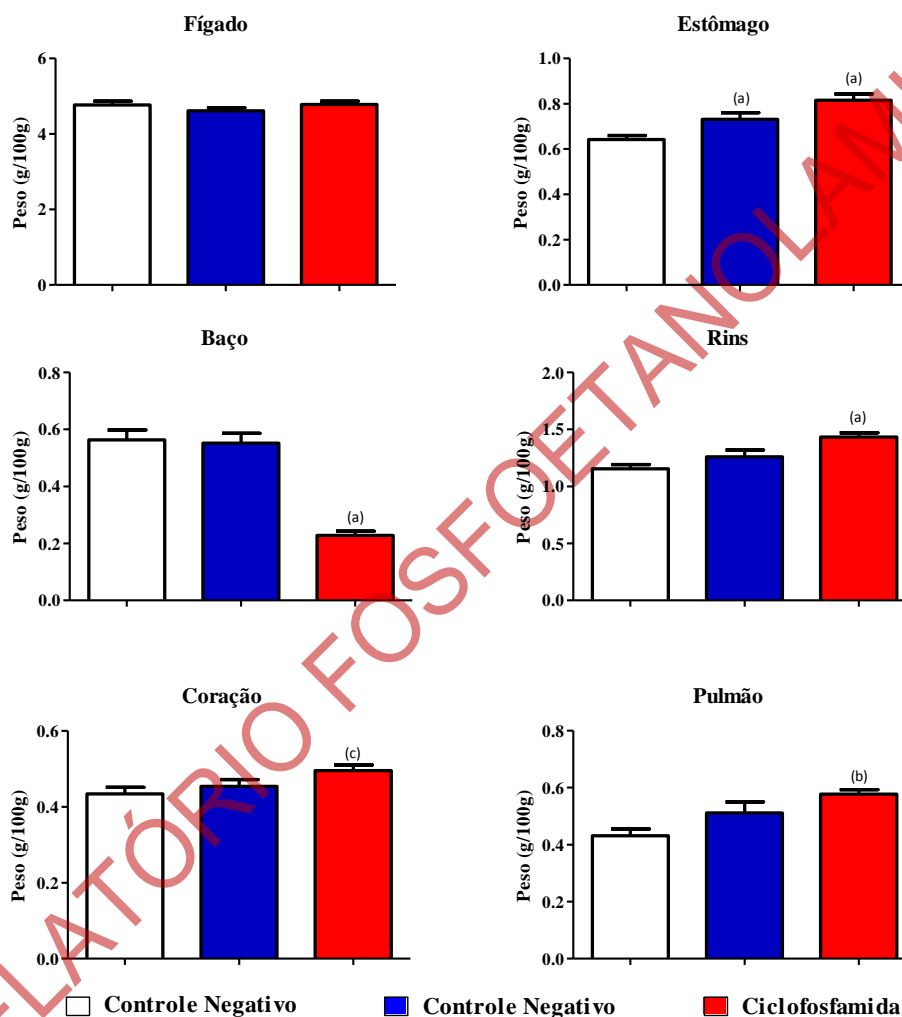 Fígado
Peso (g/100g)
6
4
2
0
Estômago
Peso (g/100g)
1.0
0.8
0.6
0.4
0.2
0.0
(a)
(a)
Baço
Peso (g/100g)
0.8
0.6
0.4
0.2
0.0
(a)
Rins
Peso (g/100g)
2.0
1.5
1.0
0.5
0.0
(a)
Coração
Peso (g/100g)
0.6
0.4
0.2
0.0
(c)
Pulmão
Peso (g/100g)
0.8
0.6
0.4
0.2
0.0
(b)
Controle Negativo
Controle Negativo
Ciclofosfamida
ELATÓRIO FOSFOETANOLAMI